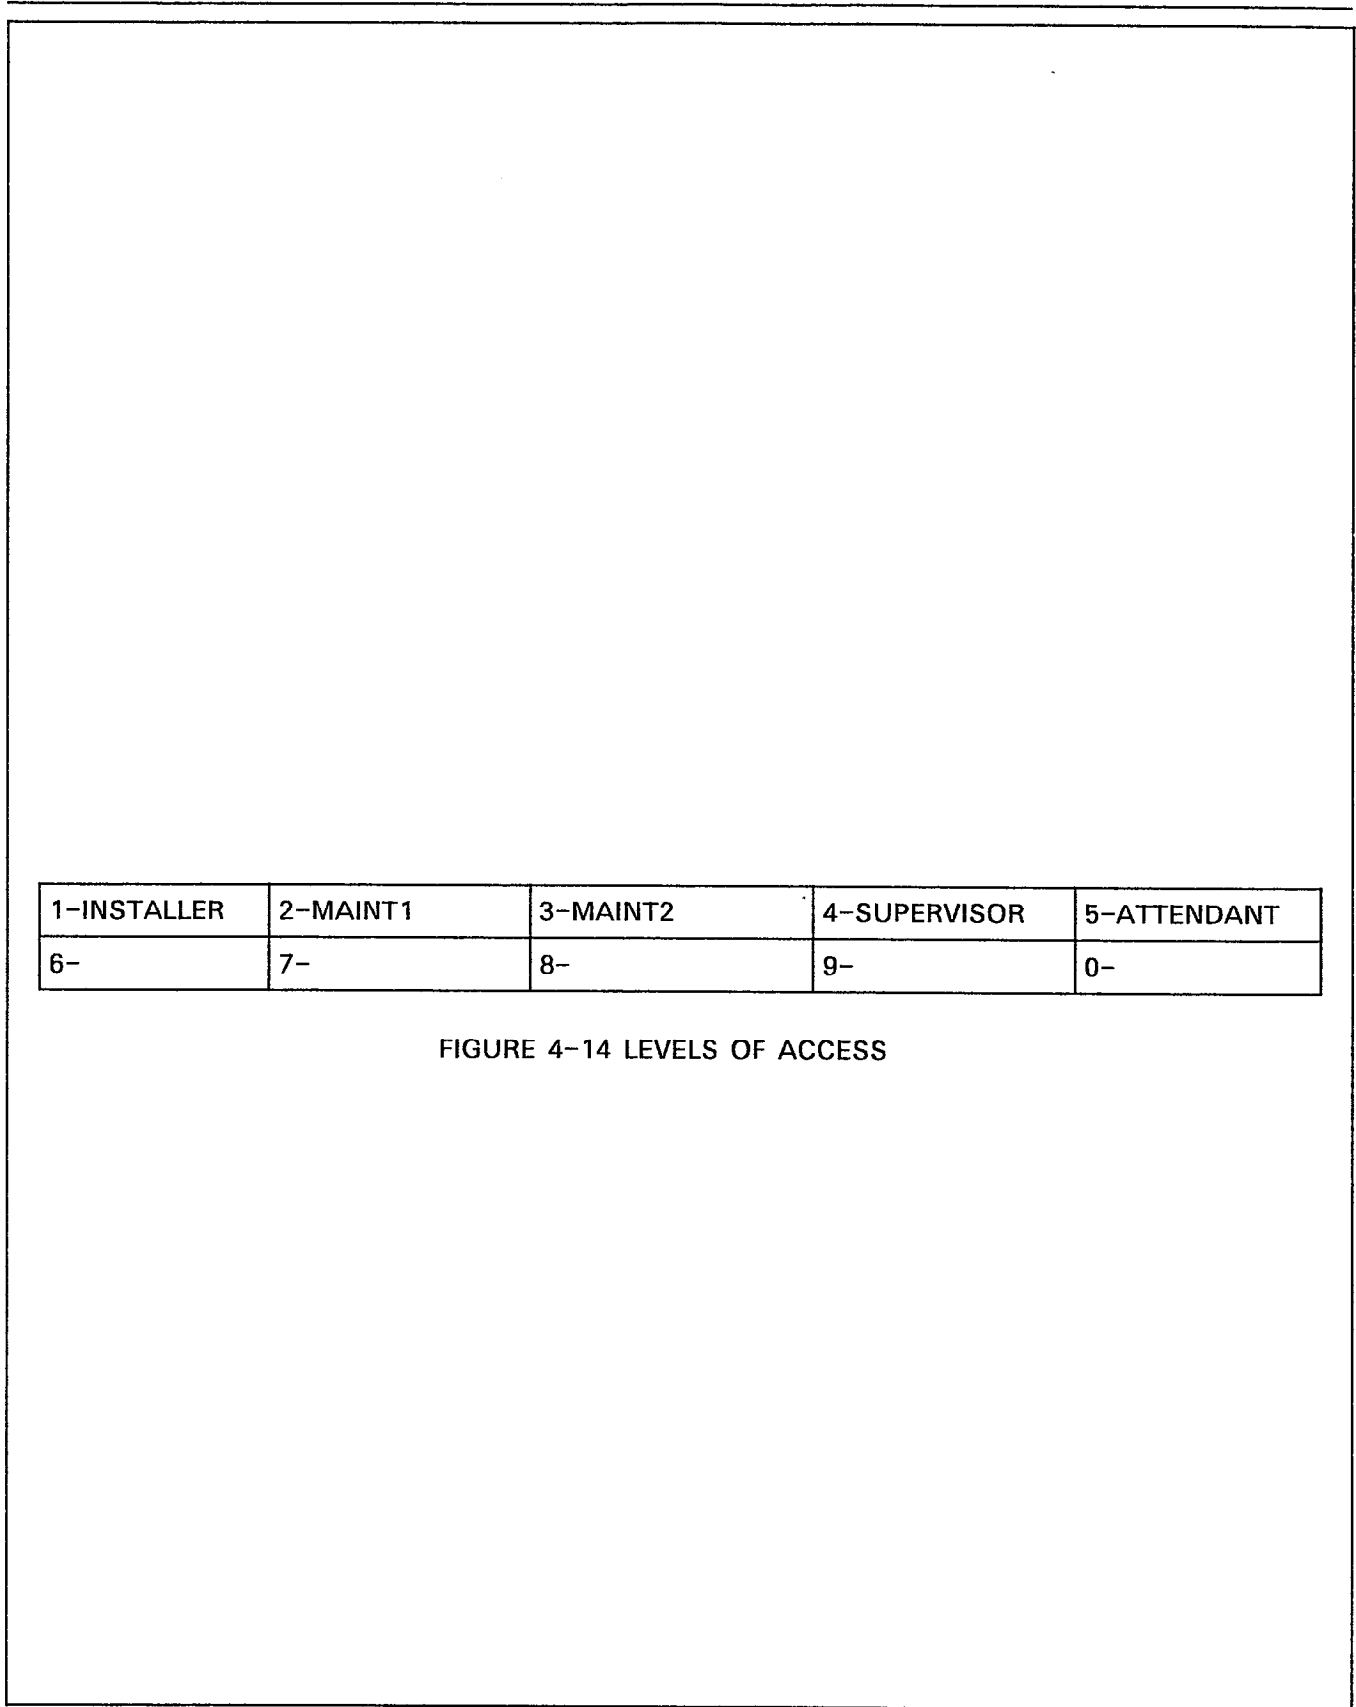 1-INSTALLER 2-MAINT1 3-MAINT2 4-SUPERVISOR 5-ATTENDANT
6- 7- 8- 9- 0-
FIGURE 4-14 LEVELS OF ACCESS